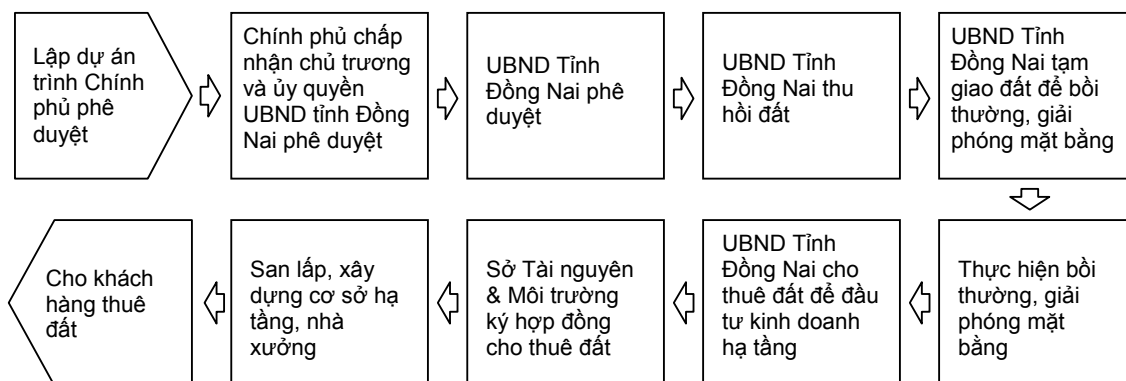 Lập dự án
trình Chính
phủ phê
duyệt
Chính phủ chấp
nhận chủ trương
và ủy quyền
UBND tỉnh Đồng
Nai phê duyệt
UBND Tỉnh
Đồng Nai phê
duyệt
UBND Tỉnh
Đồng Nai thu
hồi đất
UBND Tỉnh
Đồng Nai tạm
giao đất để bồi
thường, giải
phóng mặt bằng
Thực hiện bồi
thường, giải
phóng mặt
bằng
UBND Tỉnh
Đồng Nai cho
thuê đất để đầu
tư kinh doanh
hạ tầng
Sở Tài nguyên
& Môi trường
ký hợp đồng
cho thuê đất
San lấp, xây
dựng cơ sở hạ
tầng, nhà
xưởng
Cho khách
hàng thuê
đất